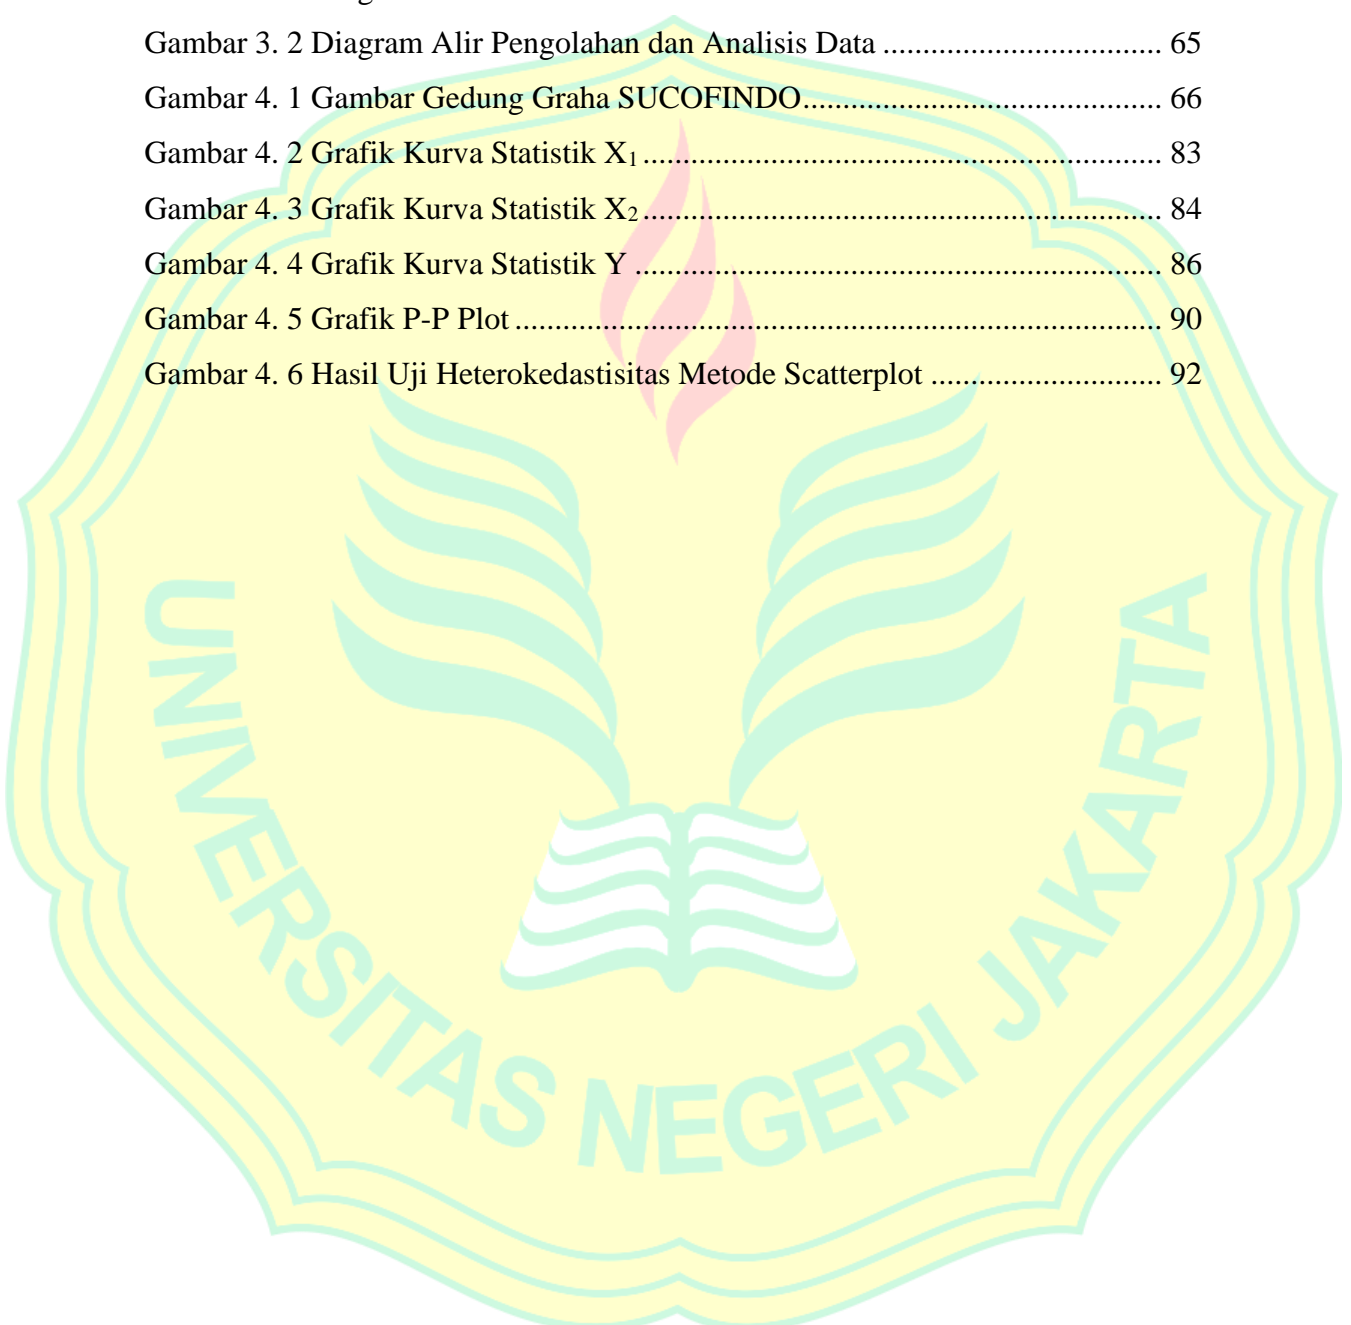 Gambar 3. 2 Diagram Alir Pengolahan dan Analisis Data ................................... 65
Gambar 4. 1 Gambar Gedung Graha SUCOFINDO............................................. 66
Gambar 4. 2 Grafik Kurva Statistik X₁ ................................................................. 83
Gambar 4. 3 Grafik Kurva Statistik X₂ ................................................................. 84
Gambar 4. 4 Grafik Kurva Statistik Y .................................................................. 86
Gambar 4. 5 Grafik P-P Plot ................................................................................. 90
Gambar 4. 6 Hasil Uji Heterokedastisitas Metode Scatterplot ............................. 92
UNIVERSITAS NEGERI JAKARTA